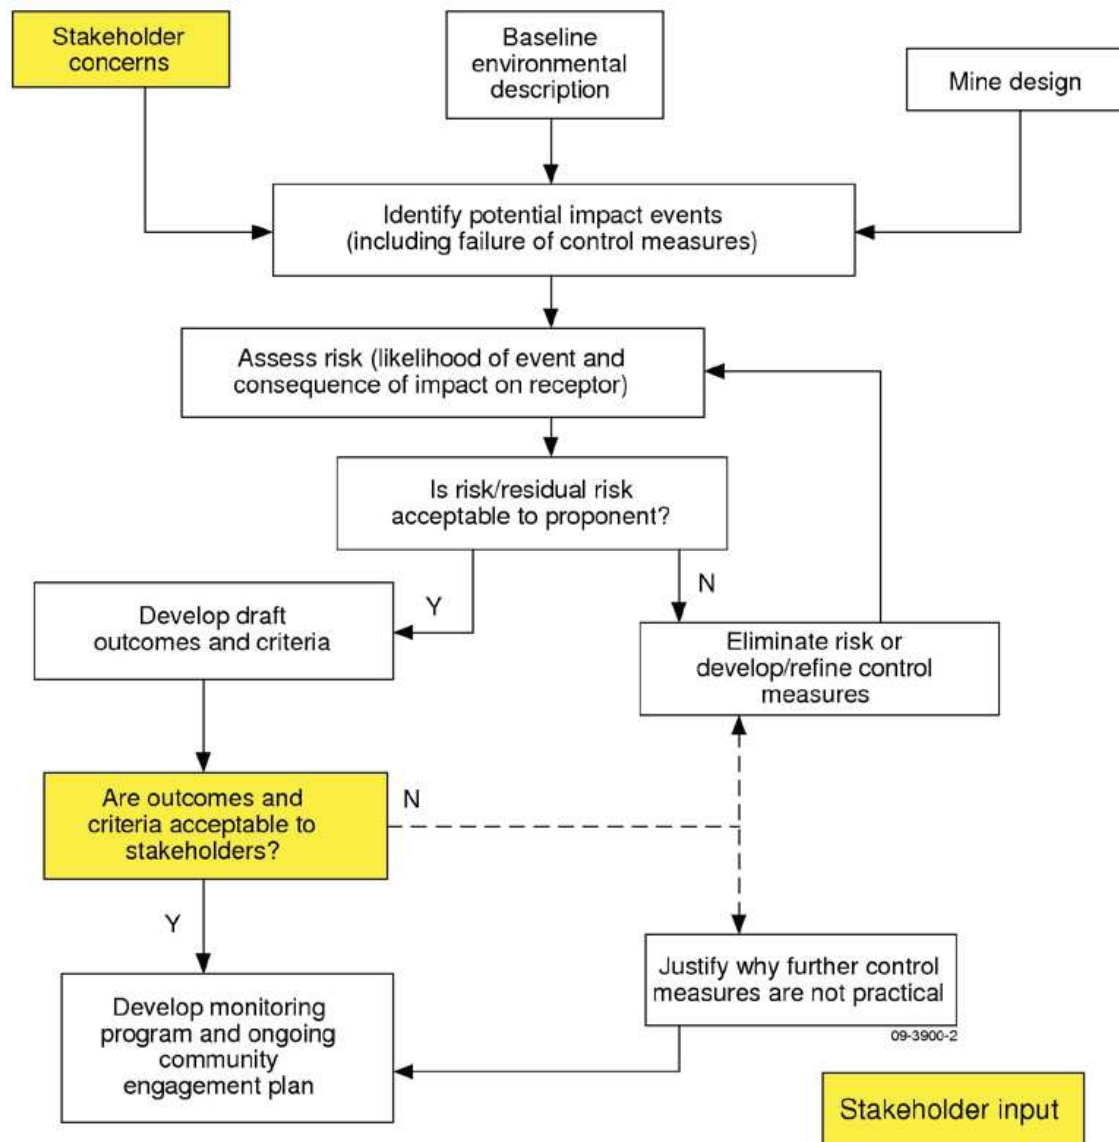 Stakeholder
concerns
Baseline
environmental
description
Mine design
Identify potential impact events
(including failure of control measures)
Assess risk (likelihood of event and
consequence of impact on receptor)
Is risk/residual risk
acceptable to proponent?
Y
N
Develop draft
outcomes and criteria
Eliminate risk or
develop/refine control
measures
Are outcomes and
criteria acceptable to
stakeholders?
N
Y
Justify why further control
measures are not practical
09-3900-2
Develop monitoring
program and ongoing
community
engagement plan
Stakeholder input